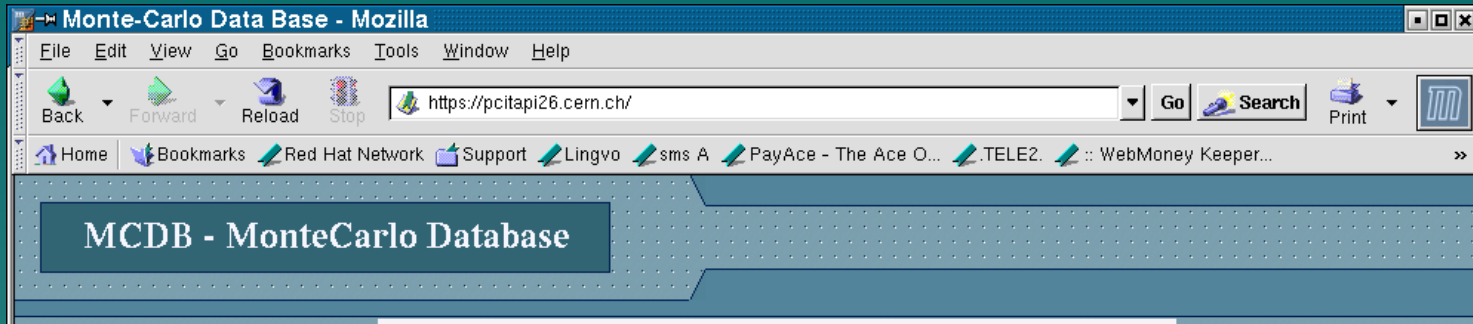 Monte-Carlo Data Base - Mozilla
File Edit View Go Bookmarks Tools Window Help
Back Forward Reload Stop https://pcitapi26.cern.ch/ Go Search Print
Home Bookmarks Red Hat Network Support Lingvo sms A PayAce - The Ace O... .TELE2. :: WebMoney Keeper... »
MCDB - MonteCarlo Database